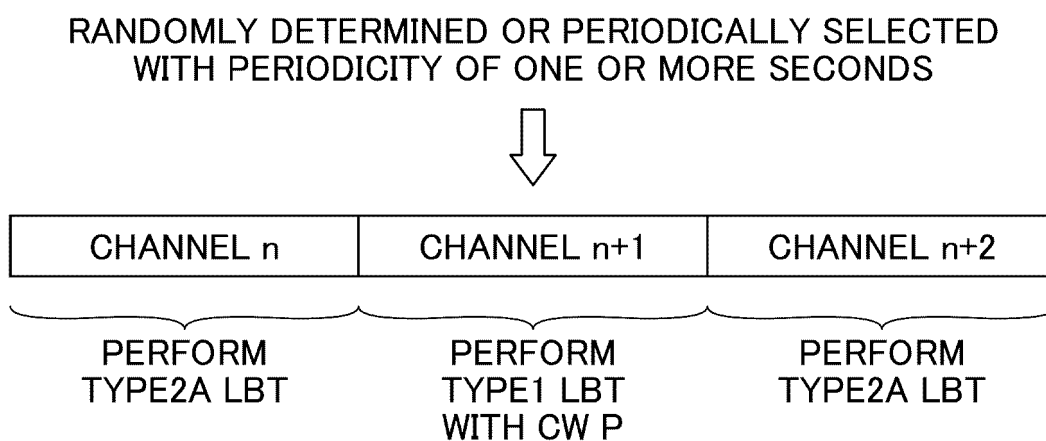 RANDOMLY DETERMINED OR PERIODICALLY SELECTED
WITH PERIODICITY OF ONE OR MORE SECONDS
CHANNEL n
CHANNEL n+1
CHANNEL n+2
PERFORM
TYPE2A LBT
PERFORM
TYPE1 LBT
WITH CW P
PERFORM
TYPE2A LBT